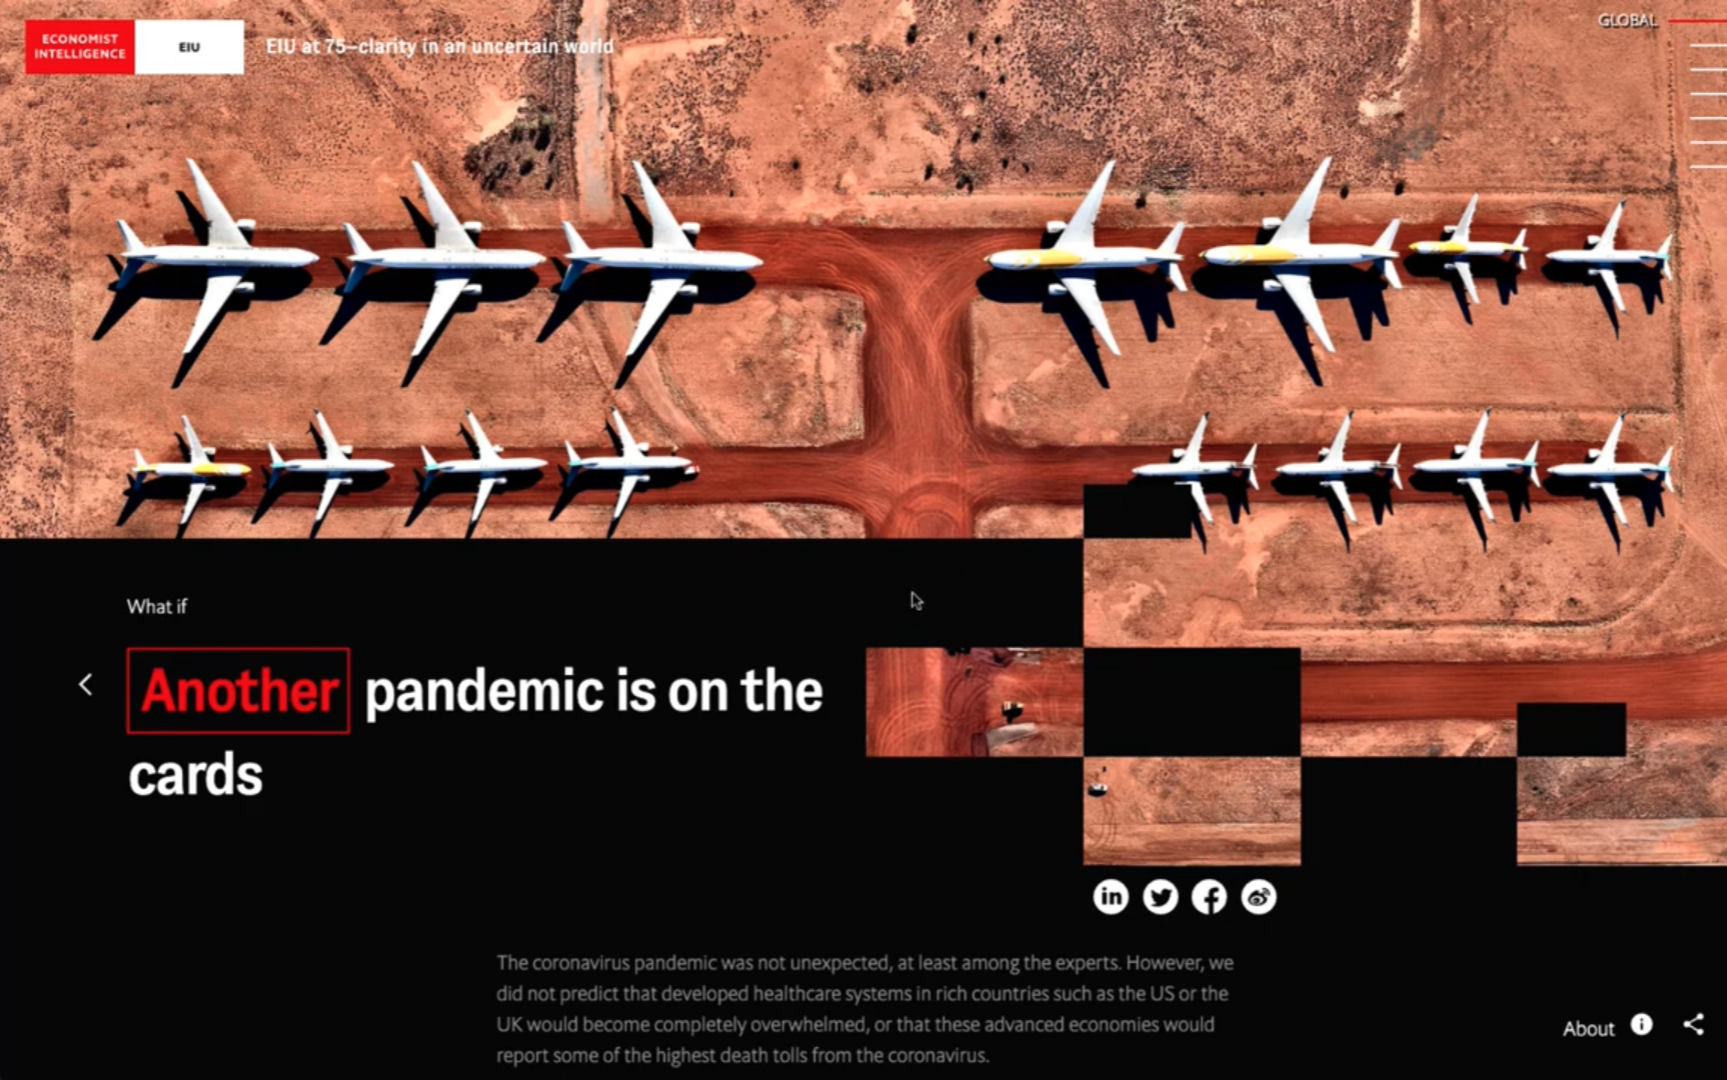 ECONOMIST
INTELLIGENCE
EIU
EIU at 75–clarity in an uncertain world
GLOBAL
What if
Another pandemic is on the
cards
in
The coronavirus pandemic was not unexpected, at least among the experts. However, we
did not predict that developed healthcare systems in rich countries such as the US or the
UK would become completely overwhelmed, or that these advanced economies would
report some of the highest death tolls from the coronavirus.
About